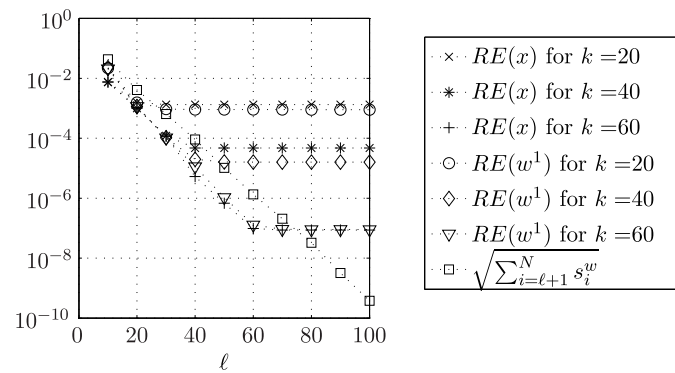 10^0
10^−2
10^−4
10^−6
10^−8
10^−10
0 20 40 60 80 100
ℓ
RE(x) for k =20
RE(x) for k =40
RE(x) for k =60
RE(w^1) for k =20
RE(w^1) for k =40
RE(w^1) for k =60
√∑_{i=ℓ+1}^{N} s_i^w